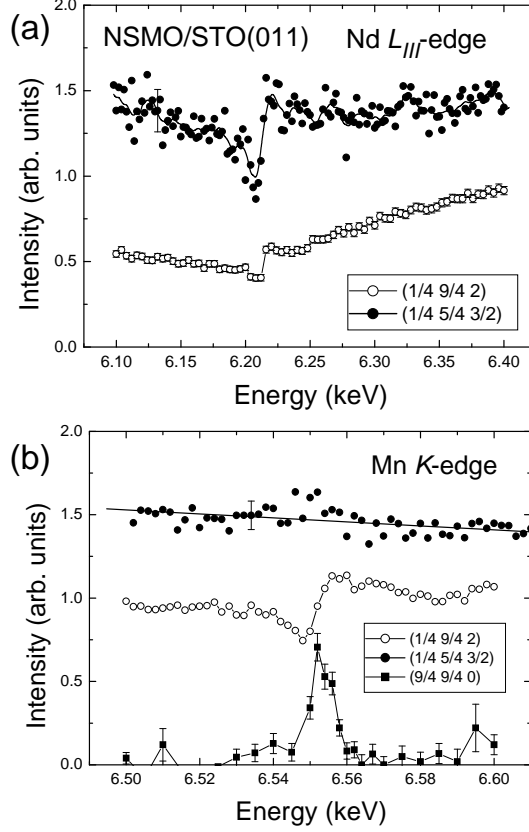 (a)
NSMO/STO(011) Nd L_III-edge
2.0
1.5
1.0
0.5
0.0
Intensity (arb. units)
(1/4 9/4 2)
(1/4 5/4 3/2)
6.10 6.15 6.20 6.25 6.30 6.35 6.40
Energy (keV)
(b)
Mn K-edge
2.0
1.5
1.0
0.5
0.0
Intensity (arb. units)
(1/4 9/4 2)
(1/4 5/4 3/2)
(9/4 9/4 0)
6.50 6.52 6.54 6.56 6.58 6.60
Energy (keV)